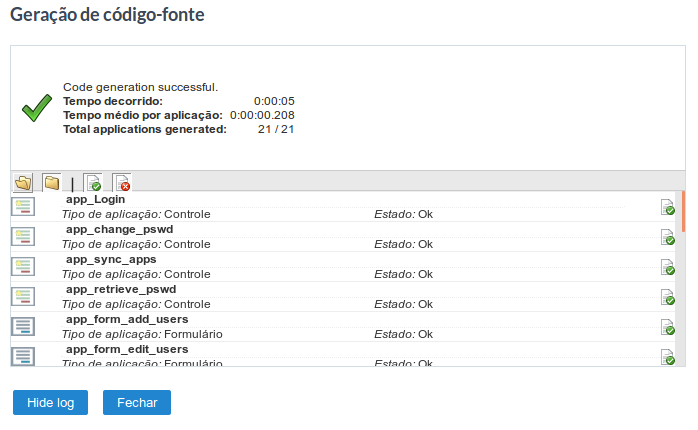 Geração de código-fonte
Code generation successful.
Tempo decorrido: 0:00:05
Tempo médio por aplicação: 0:00:00.208
Total applications generated: 21 / 21
app_Login
Tipo de aplicação: Controle Estado: Ok
app_change_pswd
Tipo de aplicação: Controle Estado: Ok
app_sync_apps
Tipo de aplicação: Controle Estado: Ok
app_retrieve_pswd
Tipo de aplicação: Controle Estado: Ok
app_form_add_users
Tipo de aplicação: Formulário Estado: Ok
app_form_edit_users
Tipo de aplicação: Formulário Estado: Ok
Hide log Fechar